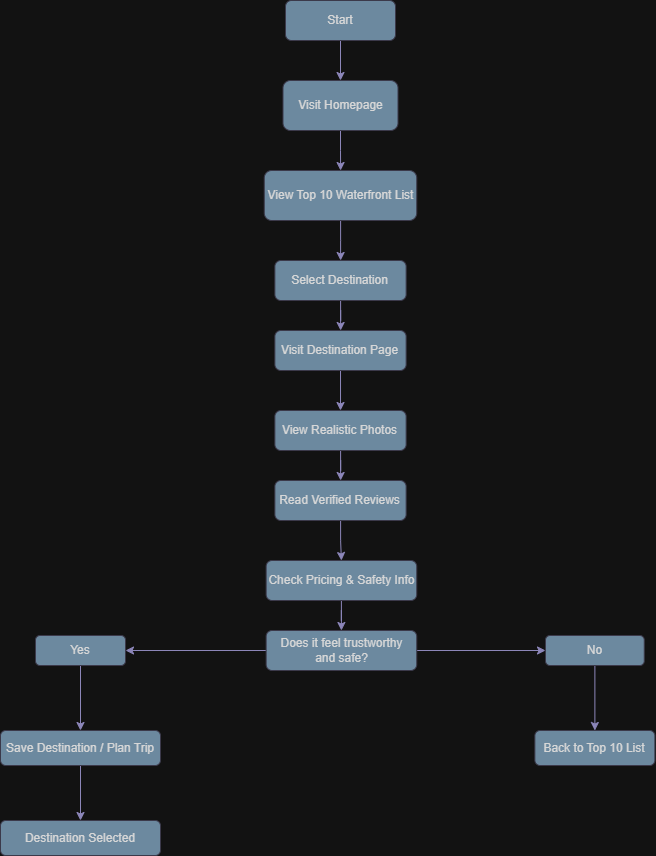 Start
Visit Homepage
View Top 10 Waterfront List
Select Destination
Visit Destination Page
View Realistic Photos
Read Verified Reviews
Check Pricing & Safety Info
Does it feel trustworthy
and safe?
Yes
No
Save Destination / Plan Trip
Back to Top 10 List
Destination Selected